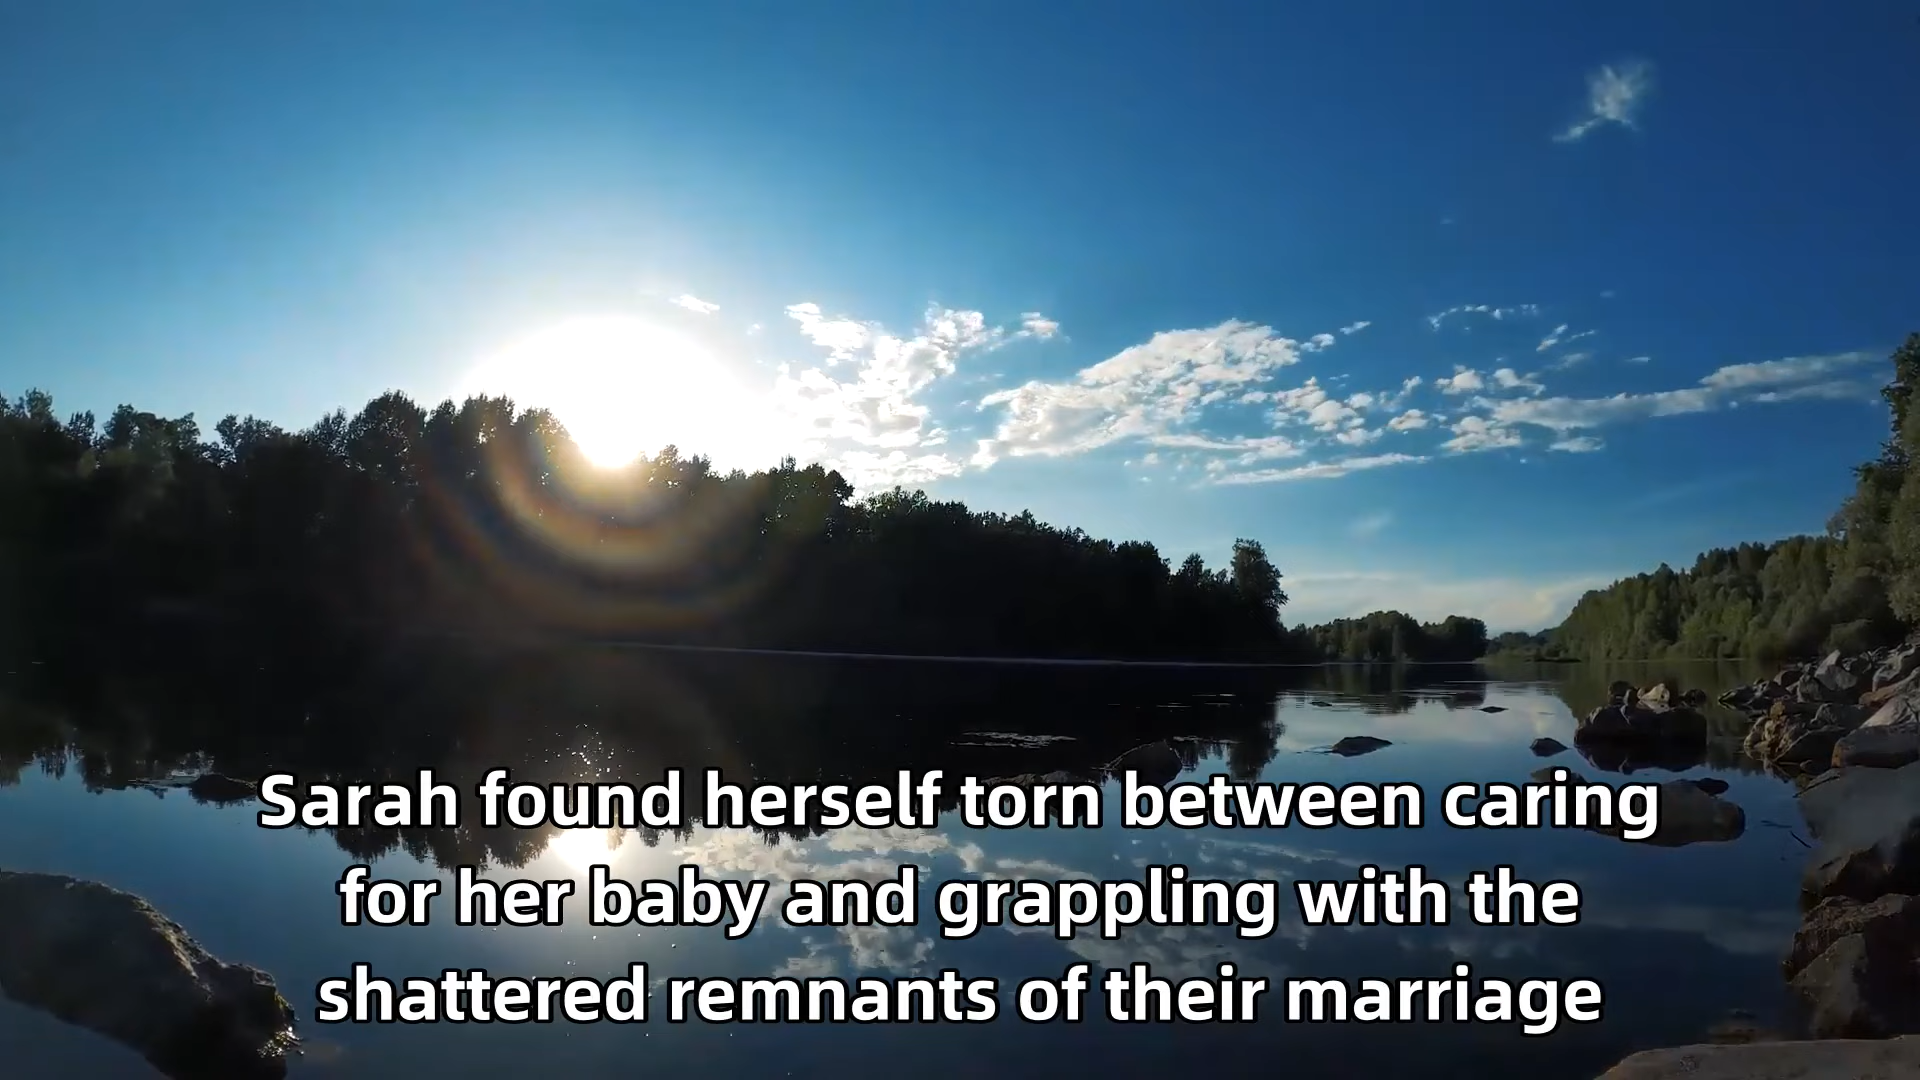 Sarah found herself torn between caring
for her baby and grappling with the
shattered remnants of their marriage